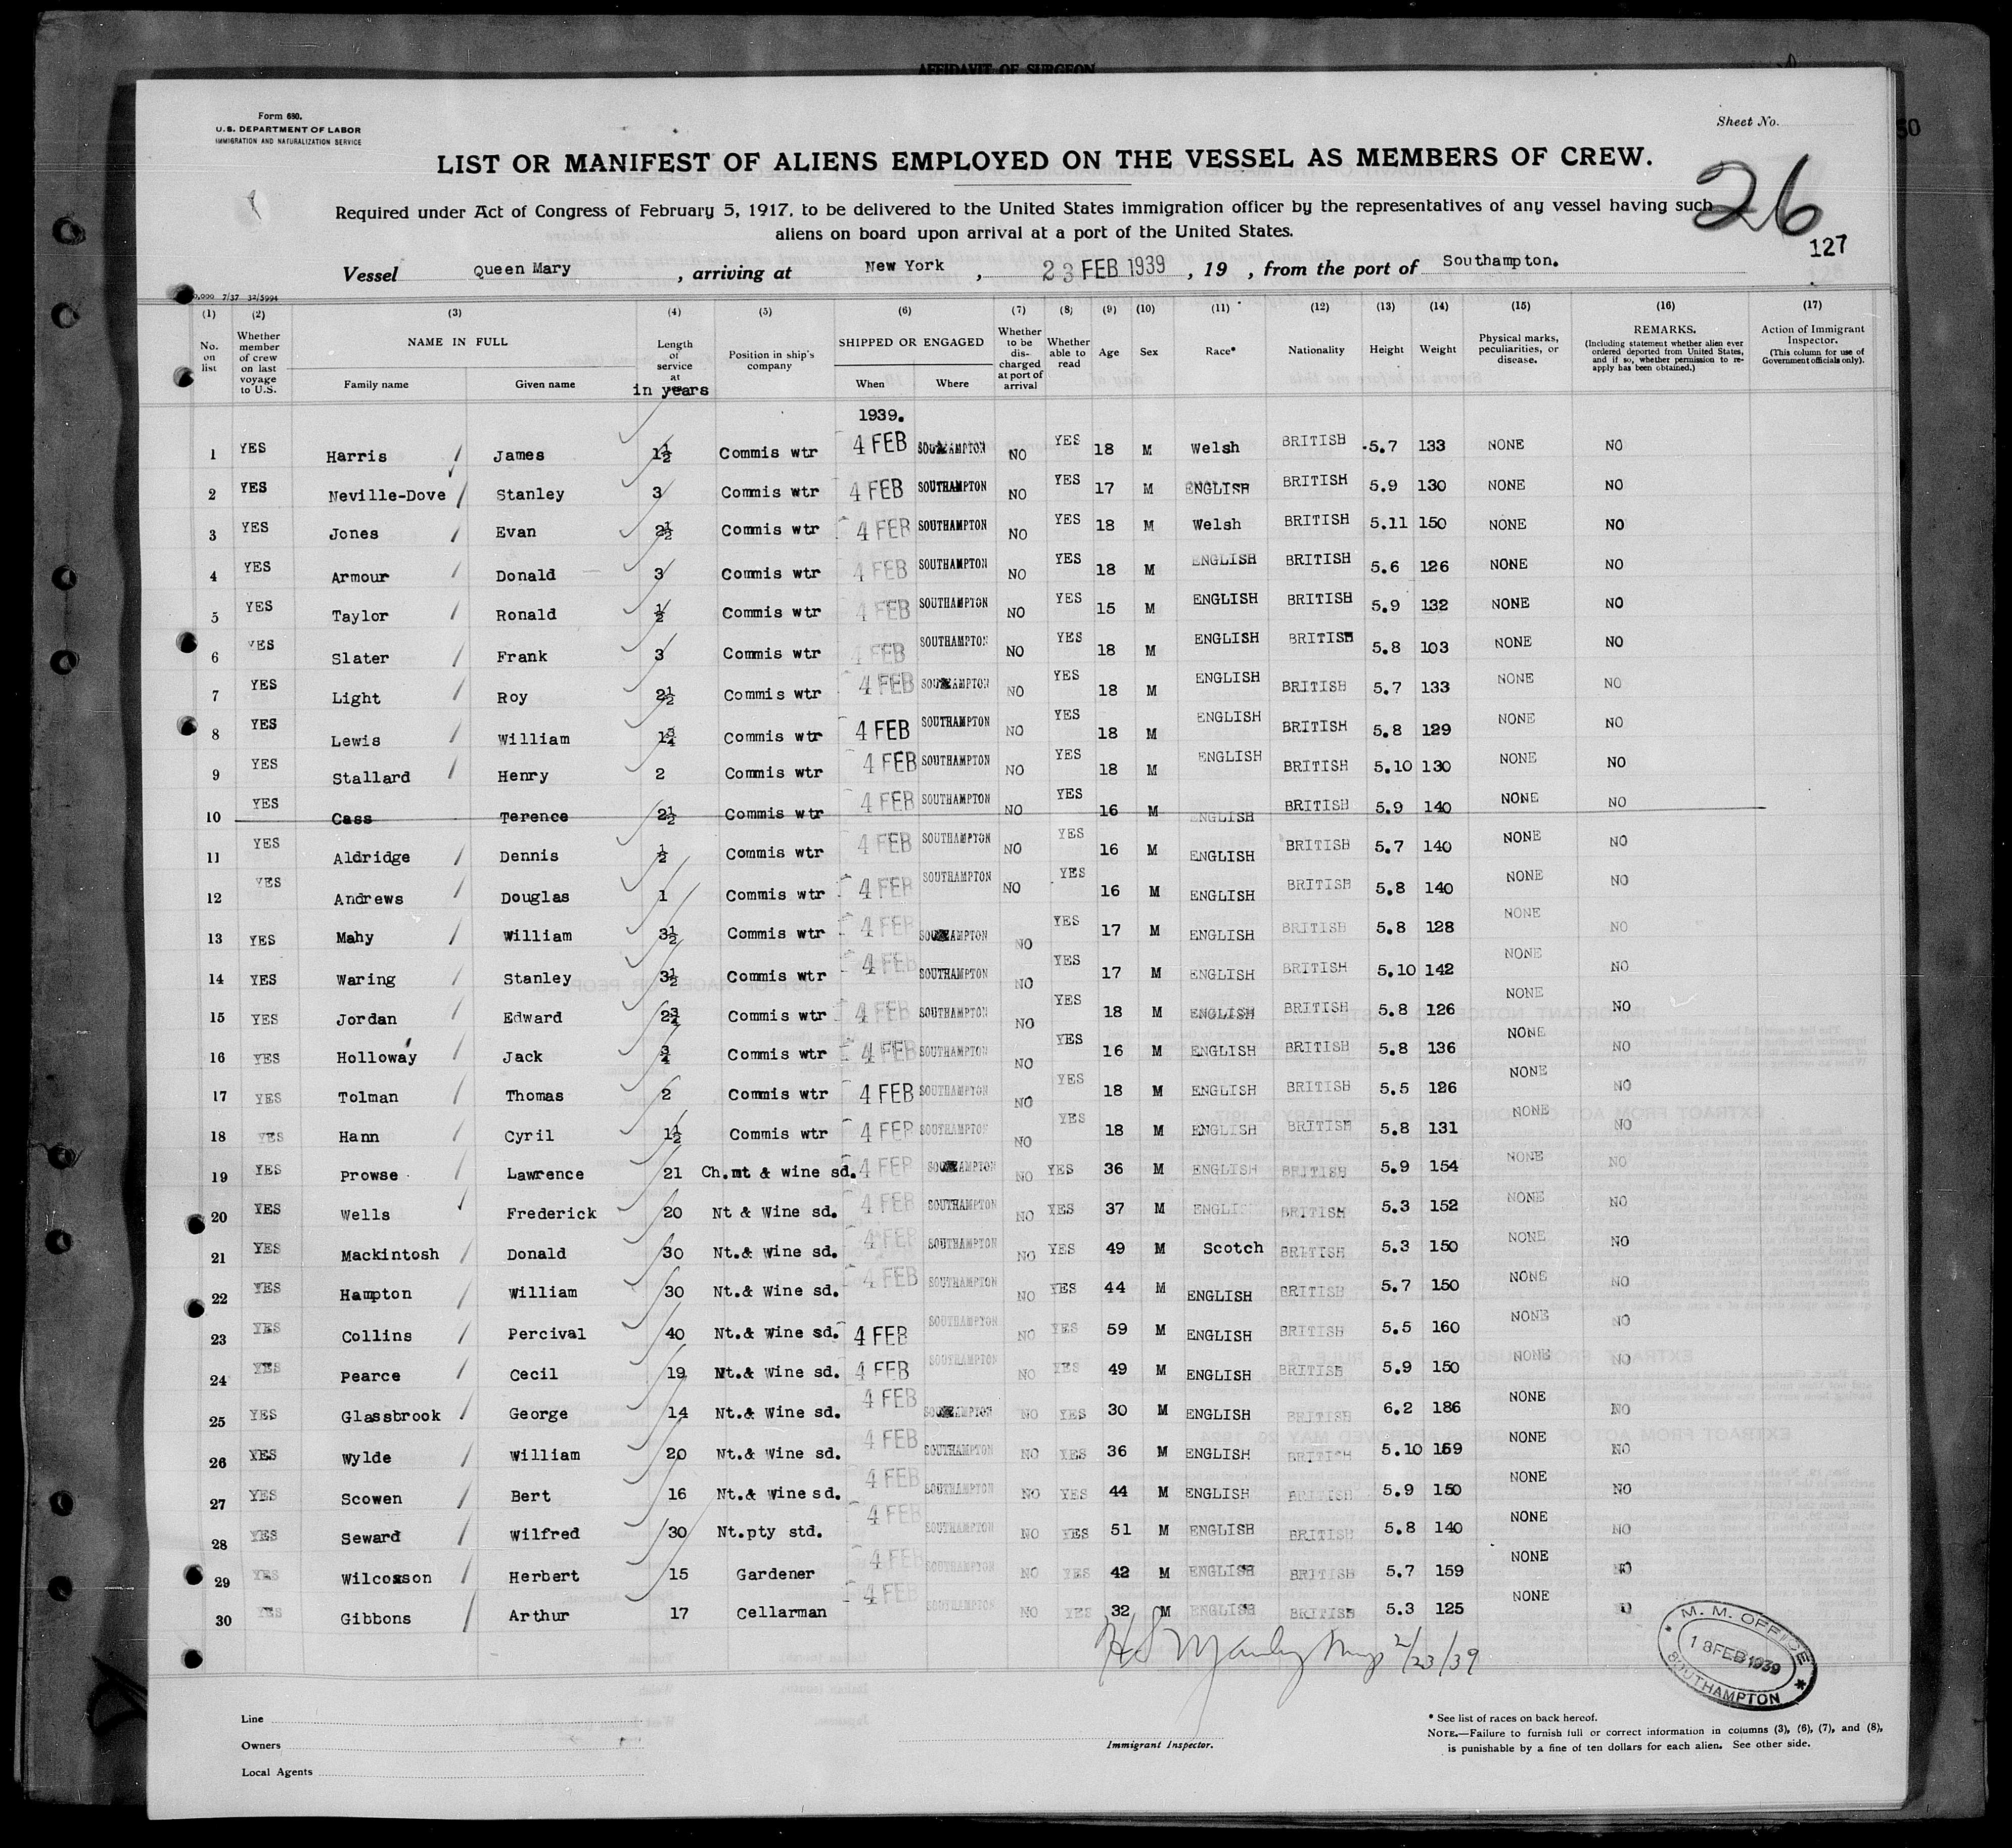 AFFIDAVIT OF SURGEON
Form 680.
U.S. DEPARTMENT OF LABOR
IMMIGRATION AND NATURALIZATION SERVICE
Sheet No.
50
LIST OR MANIFEST OF ALIENS EMPLOYED ON THE VESSEL AS MEMBERS OF CREW.
26
Required under Act of Congress of February 5, 1917, to be delivered to the United States immigration officer by the representatives of any vessel having such
aliens on board upon arrival at a port of the United States.
127
Vessel Queen Mary, arriving at New York, 23 FEB 1939, 19 , from the port of Southampton.
0,000 7/37 32/5994
(1) (2) (3) (4) (5) (6) (7) (8) (9) (10) (11) (12) (13) (14) (15) (16) (17)
No. on list
Whether member of crew on last voyage to U.S.
NAME IN FULL
Family name Given name
Length of service at in years
Position in ship's company
SHIPPED OR ENGAGED
When Where
Whether to be discharged at port of arrival
Whether able to read
Age
Sex
Race*
Nationality
Height
Weight
Physical marks, peculiarities, or disease.
REMARKS.
(Including statement whether alien ever ordered deported from United States, and if so, whether permission to re-apply has been obtained.)
Action of Immigrant Inspector.
(This column for use of Government officials only).
1939.
1 YES Harris James 1½ Commis wtr 4 FEB SOUTHAMPTON NO YES 18 M Welsh BRITISH 5.7 133 NONE NO
2 YES Neville-Dove Stanley 3 Commis wtr 4 FEB SOUTHAMPTON NO YES 17 M ENGLISH BRITISH 5.9 130 NONE NO
3 YES Jones Evan 2½ Commis wtr 4 FEB SOUTHAMPTON NO YES 18 M Welsh BRITISH 5.11 150 NONE NO
4 YES Armour Donald 3 Commis wtr 4 FEB SOUTHAMPTON NO YES 18 M ENGLISH BRITISH 5.6 126 NONE NO
5 YES Taylor Ronald ½ Commis wtr 4 FEB SOUTHAMPTON NO YES 15 M ENGLISH BRITISH 5.9 132 NONE NO
6 YES Slater Frank 3 Commis wtr 4 FEB SOUTHAMPTON NO YES 18 M ENGLISH BRITISH 5.8 103 NONE NO
7 YES Light Roy 2½ Commis wtr 4 FEB SOUTHAMPTON NO YES 18 M ENGLISH BRITISH 5.7 133 NONE NO
8 YES Lewis William 1¾ Commis wtr 4 FEB SOUTHAMPTON NO YES 18 M ENGLISH BRITISH 5.8 129 NONE NO
9 YES Stallard Henry 2 Commis wtr 4 FEB SOUTHAMPTON NO YES 18 M ENGLISH BRITISH 5.10 130 NONE NO
10 YES Cass Terence 2½ Commis wtr 4 FEB SOUTHAMPTON NO YES 16 M ENGLISH BRITISH 5.9 140 NONE NO
11 YES Aldridge Dennis ½ Commis wtr 4 FEB SOUTHAMPTON NO YES 16 M ENGLISH BRITISH 5.7 140 NONE NO
12 YES Andrews Douglas 1 Commis wtr 4 FEB SOUTHAMPTON NO YES 16 M ENGLISH BRITISH 5.8 140 NONE NO
13 YES Mahy William 3½ Commis wtr 4 FEB SOUTHAMPTON NO YES 17 M ENGLISH BRITISH 5.8 128 NONE NO
14 YES Waring Stanley 3½ Commis wtr 4 FEB SOUTHAMPTON NO YES 17 M ENGLISH BRITISH 5.10 142 NONE NO
15 YES Jordan Edward 2¾ Commis wtr 4 FEB SOUTHAMPTON NO YES 18 M ENGLISH BRITISH 5.8 126 NONE NO
16 YES Holloway Jack ¾ Commis wtr 4 FEB SOUTHAMPTON NO YES 16 M ENGLISH BRITISH 5.8 136 NONE NO
17 YES Tolman Thomas 2 Commis wtr 4 FEB SOUTHAMPTON NO YES 18 M ENGLISH BRITISH 5.5 126 NONE NO
18 YES Hann Cyril 1½ Commis wtr 4 FEB SOUTHAMPTON NO YES 18 M ENGLISH BRITISH 5.8 131 NONE NO
19 YES Prowse Lawrence 21 Ch.mt & wine sd. 4 FEB SOUTHAMPTON NO YES 36 M ENGLISH BRITISH 5.9 154 NONE NO
20 YES Wells Frederick 20 Nt & Wine sd. 4 FEB SOUTHAMPTON NO YES 37 M ENGLISH BRITISH 5.3 152 NONE NO
21 YES Mackintosh Donald 30 Nt.& Wine sd. 4 FEB SOUTHAMPTON NO YES 49 M Scotch BRITISH 5.3 150 NONE NO
22 YES Hampton William 30 Nt.& Wine sd. 4 FEB SOUTHAMPTON NO YES 44 M ENGLISH BRITISH 5.7 150 NONE NO
23 YES Collins Percival 40 Nt.& Wine sd. 4 FEB SOUTHAMPTON NO YES 59 M ENGLISH BRITISH 5.5 160 NONE NO
24 YES Pearce Cecil 19 Nt.& Wine sd. 4 FEB SOUTHAMPTON NO YES 49 M ENGLISH BRITISH 5.9 150 NONE NO
25 YES Glassbrook George 14 Nt.& Wine sd. 4 FEB SOUTHAMPTON NO YES 30 M ENGLISH BRITISH 6.2 186 NONE NO
26 YES Wylde William 20 Nt.& Wine sd. 4 FEB SOUTHAMPTON NO YES 36 M ENGLISH BRITISH 5.10 159 NONE NO
27 YES Scowen Bert 16 Nt.& Wine sd. 4 FEB SOUTHAMPTON NO YES 44 M ENGLISH BRITISH 5.9 150 NONE NO
28 YES Seward Wilfred 30 Nt.pty std. 4 FEB SOUTHAMPTON NO YES 51 M ENGLISH BRITISH 5.8 140 NONE NO
29 YES Wilcoxson Herbert 15 Gardener 4 FEB SOUTHAMPTON NO YES 42 M ENGLISH BRITISH 5.7 159 NONE NO
30 YES Gibbons Arthur 17 Cellarman 4 FEB SOUTHAMPTON NO YES 32 M ENGLISH BRITISH 5.3 125 NONE NO
2/23/39
M. M. OFFICE
18 FEB 1939
SOUTHAMPTON
Line
Owners
Local Agents
Immigrant Inspector.
* See list of races on back hereof.
NOTE.—Failure to furnish full or correct information in columns (3), (6), (7), and (8),
is punishable by a fine of ten dollars for each alien. See other side.